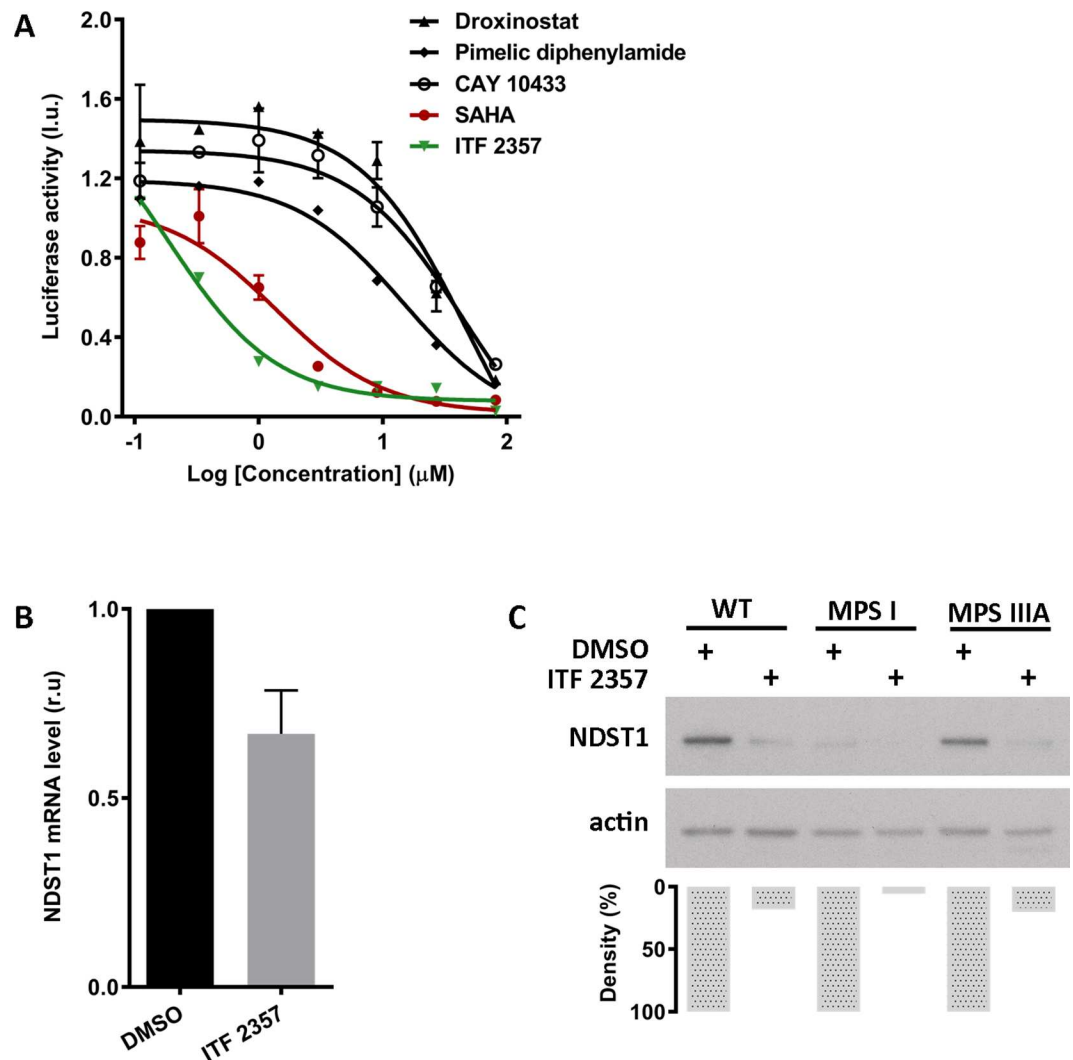 A
Luciferase activity (l.u.)
2.0
1.6
1.2
0.8
0.4
0.0
-1
0
1
2
Log [Concentration] (μM)
Droxinostat
Pimelic diphenylamide
CAY 10433
SAHA
ITF 2357
B
NDST1 mRNA level (r.u)
1.0
0.5
0.0
DMSO
ITF 2357
C
WT MPS I MPS IIIA
DMSO + + +
ITF 2357 + + +
NDST1
actin
Density (%)
0
50
100